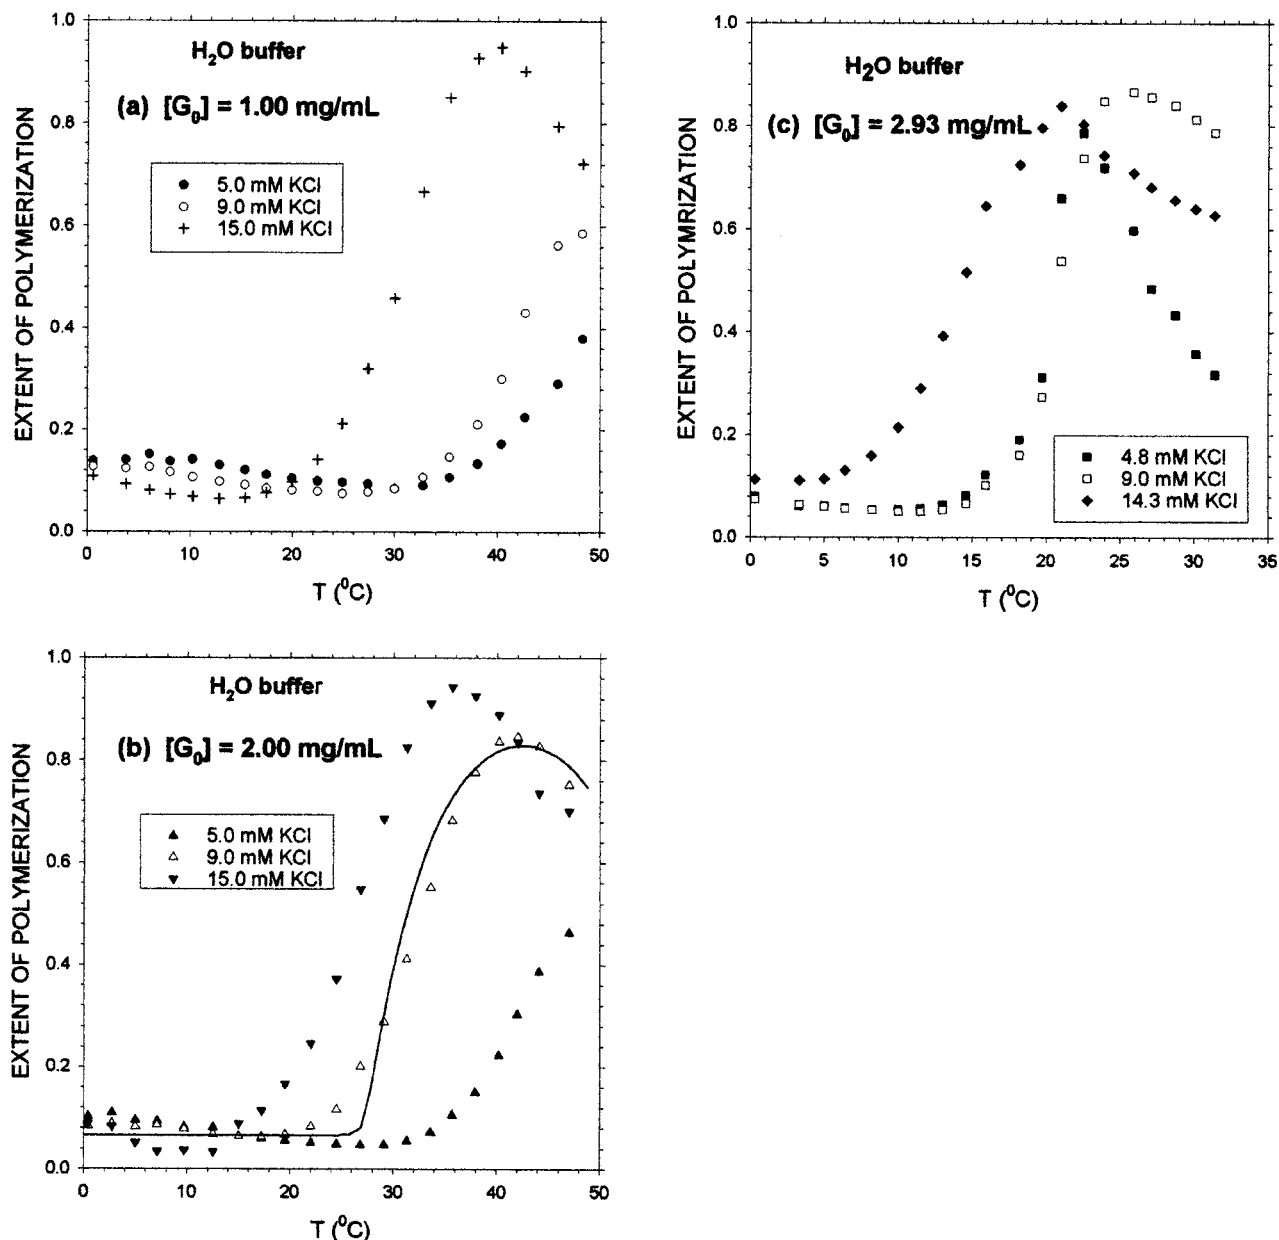 H₂O buffer
(a) [G₀] = 1.00 mg/mL
5.0 mM KCl
9.0 mM KCl
15.0 mM KCl
EXTENT OF POLYMERIZATION
1.0
0.8
0.6
0.4
0.2
0.0
0 10 20 30 40 50
T (⁰C)
H₂O buffer
(c) [G₀] = 2.93 mg/mL
4.8 mM KCl
9.0 mM KCl
14.3 mM KCl
EXTENT OF POLYMRIZATION
1.0
0.8
0.6
0.4
0.2
0.0
0 5 10 15 20 25 30 35
T (⁰C)
H₂O buffer
(b) [G₀] = 2.00 mg/mL
5.0 mM KCl
9.0 mM KCl
15.0 mM KCl
EXTENT OF POLYMERIZATION
1.0
0.8
0.6
0.4
0.2
0.0
0 10 20 30 40 50
T (⁰C)